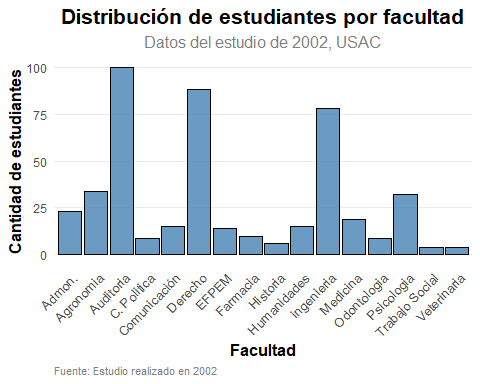 Distribución de estudiantes por facultad
Datos del estudio de 2002, USAC
Cantidad de estudiantes
100
75
50
25
0
Admon.
Agronomia
Auditoria
C. Politica
Comunicación
Derecho
EFPEM
Farmacia
Historia
Humanidades
Ingenieria
Medicina
Odontologia
Psicologia
Trabajo Social
Veterinaria
Facultad
Fuente: Estudio realizado en 2002